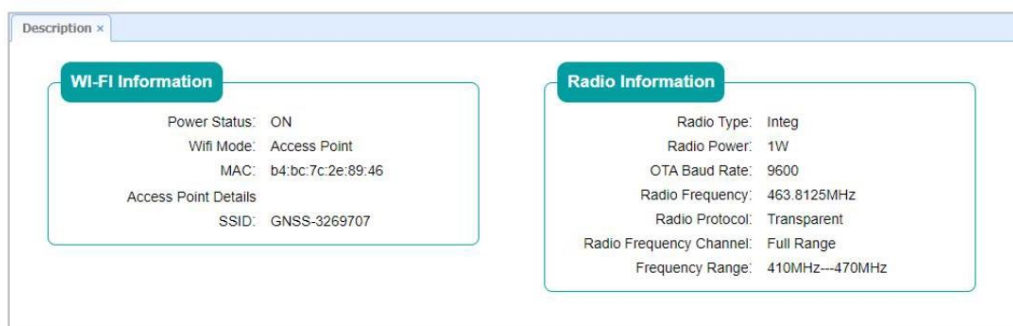 Description ×
WI-FI Information
Power Status: ON
Wifi Mode: Access Point
MAC: b4:bc:7c:2e:89:46
Access Point Details
SSID: GNSS-3269707
Radio Information
Radio Type: Integ
Radio Power: 1W
OTA Baud Rate: 9600
Radio Frequency: 463.8125MHz
Radio Protocol: Transparent
Radio Frequency Channel: Full Range
Frequency Range: 410MHz---470MHz